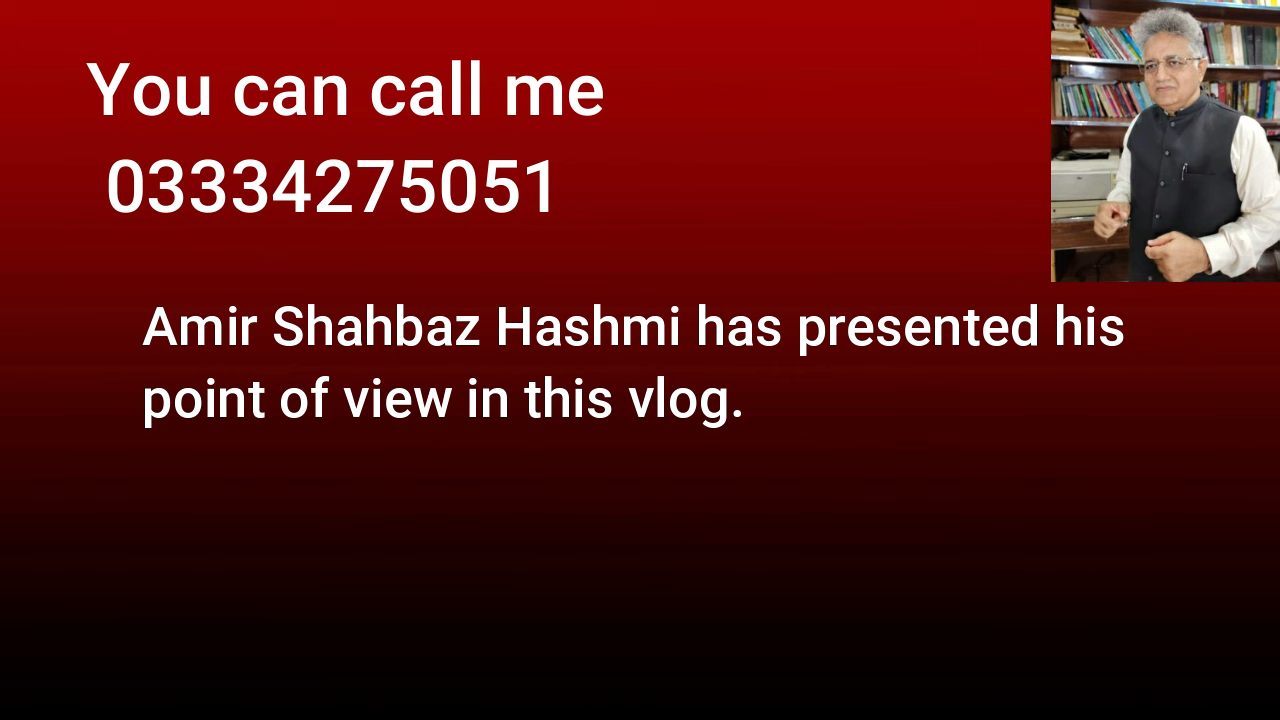 You can call me
03334275051
Amir Shahbaz Hashmi has presented his
point of view in this vlog.